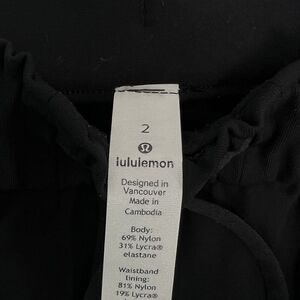 2
lululemon
Designed in
Vancouver
Made in
Cambodia
Body:
69% Nylon
31% Lycra®
elastane
Waistband
lining:
81% Nylon
19% Lycra®